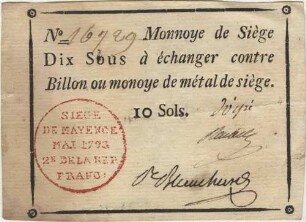 No. 16729 Monnoye de Siège
Dix Sous à échanger contre
Billon ou monoye de métal de siège.
10 Sols.
SIEGE
DE MAYENCE
MAI 1793
2e DE LA REP
FRANC: